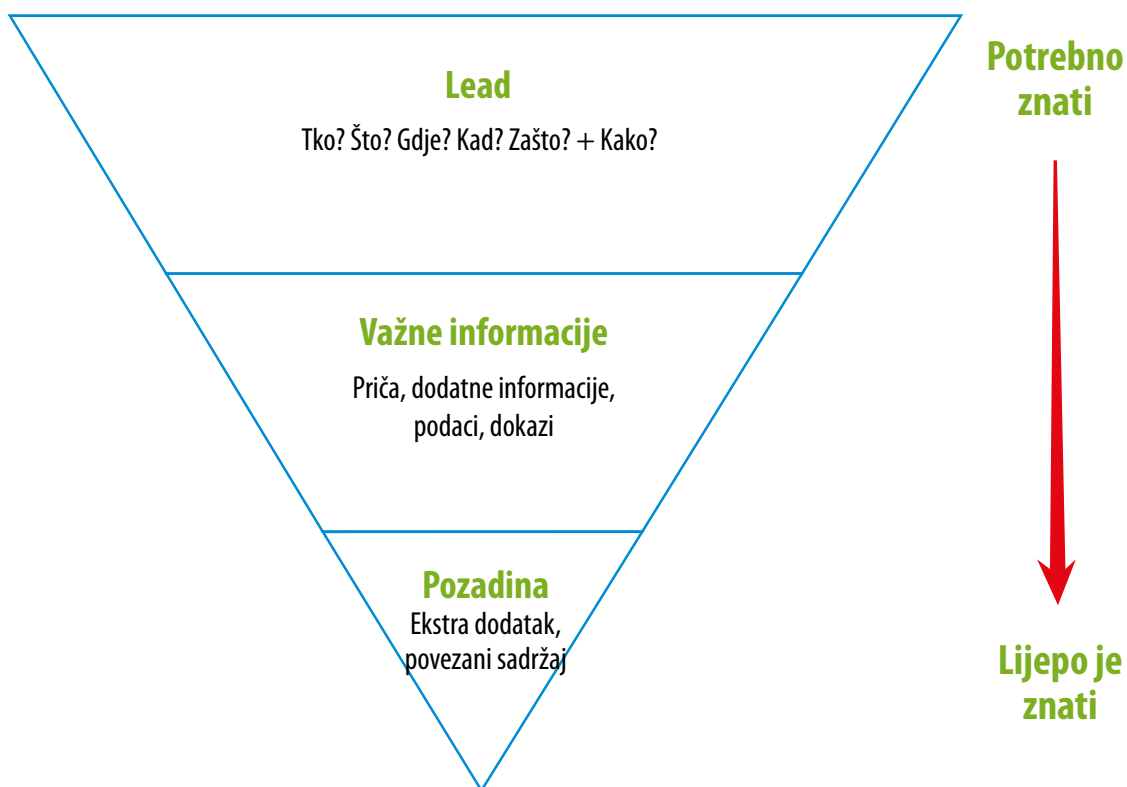 Lead
Tko? Što? Gdje? Kad? Zašto? + Kako?
Važne informacije
Priča, dodatne informacije,
podaci, dokazi
Pozadina
Ekstra dodatak,
povezani sadržaj
Potrebno
znati
Lijepo je
znati